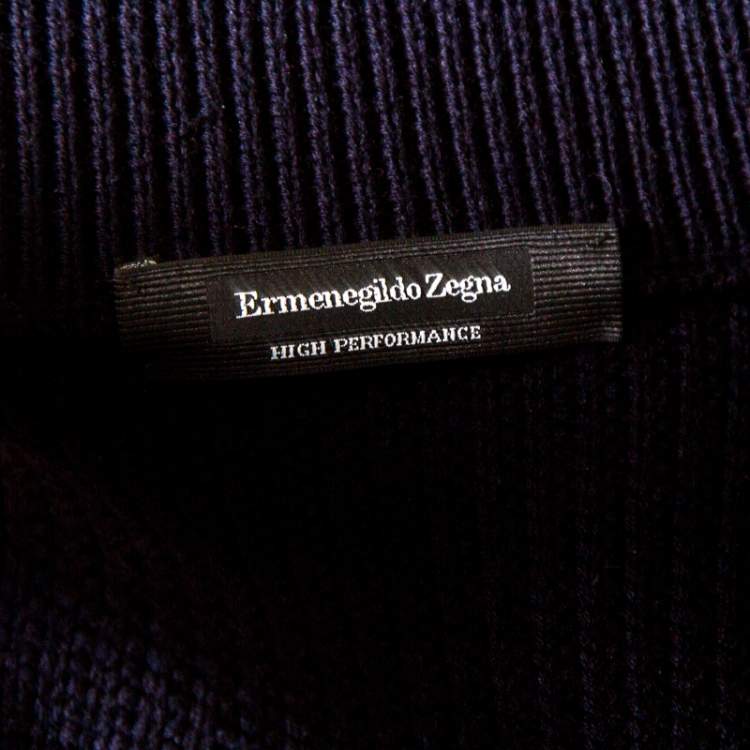 Ermenegildo Zegna
HIGH PERFORMANCE